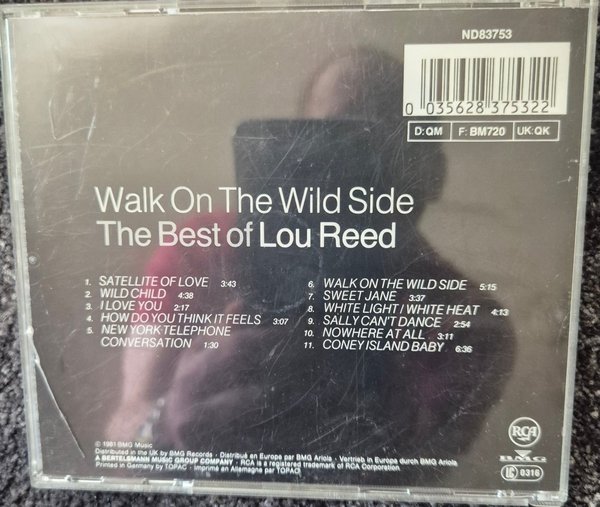 ND83753
0 035628 375322
D:QM F:BM720 UK:QK
Walk On The Wild Side
The Best of Lou Reed
1. SATELLITE OF LOVE 3:43
2. WILD CHILD 4:38
3. I LOVE YOU 2:17
4. HOW DO YOU THINK IT FEELS 3:07
5. NEW YORK TELEPHONE
CONVERSATION 1:30
6. WALK ON THE WILD SIDE 5:15
7. SWEET JANE 3:37
8. WHITE LIGHT / WHITE HEAT 4:13
9. SALLY CAN'T DANCE 2:54
10. NOWHERE AT ALL 3:11
11. CONEY ISLAND BABY 6:36
© 1981 BMG Music
Distributed in the UK by BMG Records · Distribué en Europe par BMG Ariola · Vertrieb in Europa durch BMG Ariola
A BERTELSMANN MUSIC GROUP COMPANY · RCA is a registered trademark of RCA Corporation.
Printed in Germany by TOPAC · Imprimé en Allemagne par TOPAC
RCA
BMG
LC 0316